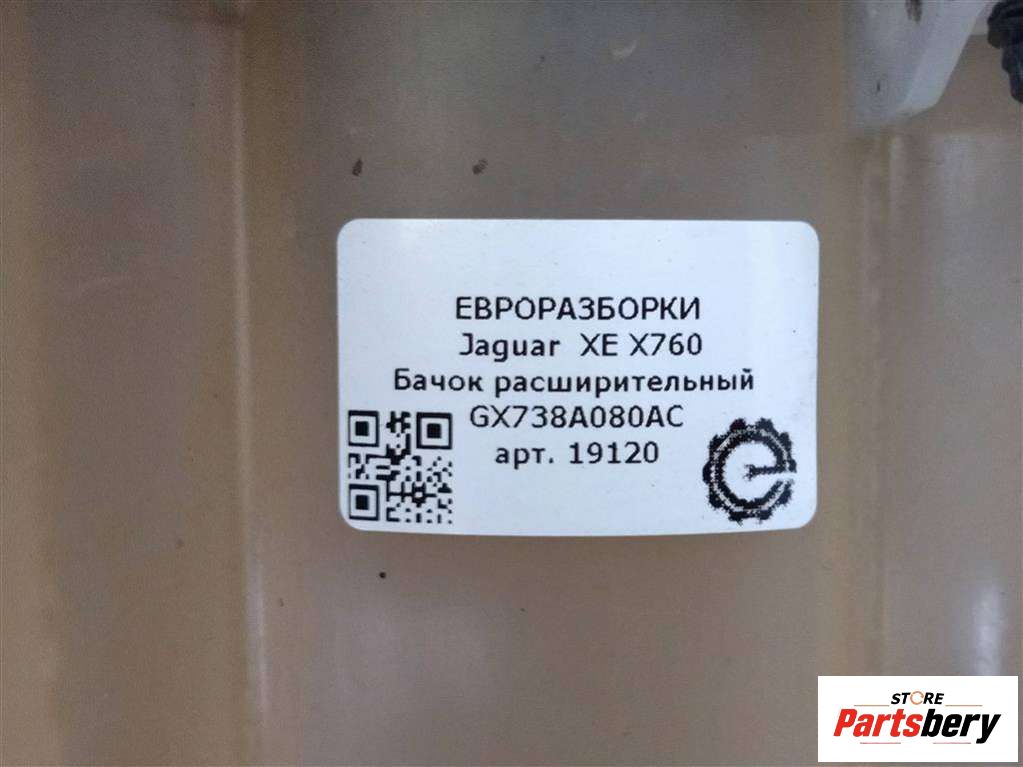 ЕВРОРАЗБОРКИ
Jaguar XE X760
Бачок расширительный
GX738A080AC
арт. 19120
STORE
Partsbery